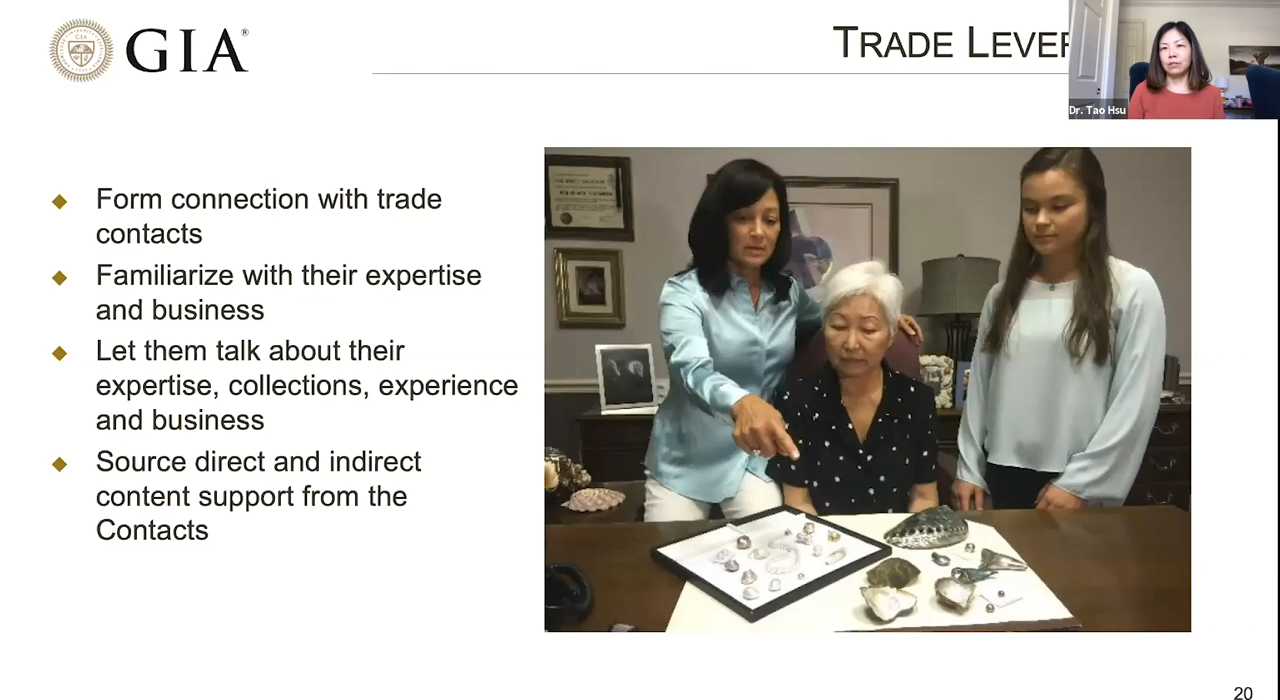 GIA®
TRADE LEVER
Dr. Tao Hsu
Form connection with trade
contacts
Familiarize with their expertise
and business
Let them talk about their
expertise, collections, experience
and business
Source direct and indirect
content support from the
Contacts
20